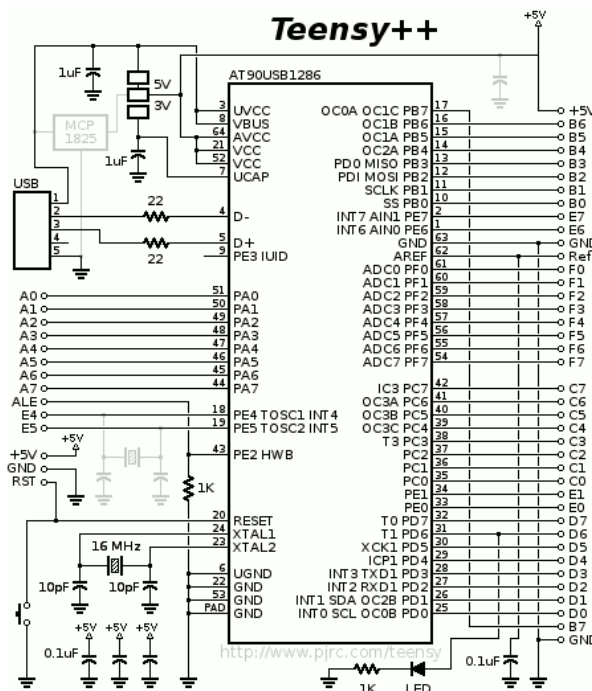 Teensy++
+5V
AT90USB1286
1uF
5V
3V
MCP
1825
1uF
USB
1
2
3
4
5
22
22
3 UVCC
8 VBUS
64 AVCC
21 VCC
52 VCC
7 UCAP
4 D-
5 D+
9 PE3 IUID
A0 51 PA0
A1 50 PA1
A2 49 PA2
A3 48 PA3
A4 47 PA4
A5 46 PA5
A6 45 PA6
A7 44 PA7
ALE
E4 18 PE4 TOSC1 INT4
E5 19 PE5 TOSC2 INT5
+5V
+5V
GND
RST
43 PE2 HWB
1K
20 RESET
24 XTAL1
23 XTAL2
16 MHz
10pF
10pF
6 UGND
22 GND
53 GND
PAD GND
+5V
+5V
+5V
0.1uF
OC0A OC1C PB7 17
OC1B PB6 16
OC1A PB5 15
OC2A PB4 14
PD0 MISO PB3 13
PDI MOSI PB2 12
SCLK PB1 11
SS PB0 10
INT7 AIN1 PE7 2
INT6 AIN0 PE6 1
GND 63
AREF 62
ADC0 PF0 61
ADC1 PF1 60
ADC2 PF2 59
ADC3 PF3 58
ADC4 PF4 57
ADC5 PF5 56
ADC6 PF6 55
ADC7 PF7 54
IC3 PC7 42
OC3A PC6 41
OC3B PC5 40
OC3C PC4 39
T3 PC3 38
PC2 37
PC1 36
PC0 35
PE1 34
PE0 33
T0 PD7 32
T1 PD6 31
XCK1 PD5 30
ICP1 PD4 29
INT3 TXD1 PD3 28
INT2 RXD1 PD2 27
INT1 SDA OC2B PD1 26
INT0 SCL OC0B PD0 25
+5V
B6
B5
B4
B3
B2
B1
B0
E7
E6
GND
Ref
F0
F1
F2
F3
F4
F5
F6
F7
C7
C6
C5
C4
C3
C2
C1
C0
E1
E0
D7
D6
D5
D4
D3
D2
D1
D0
B7
GND
http://www.pjrc.com/teensy
1K
LED
0.1uF